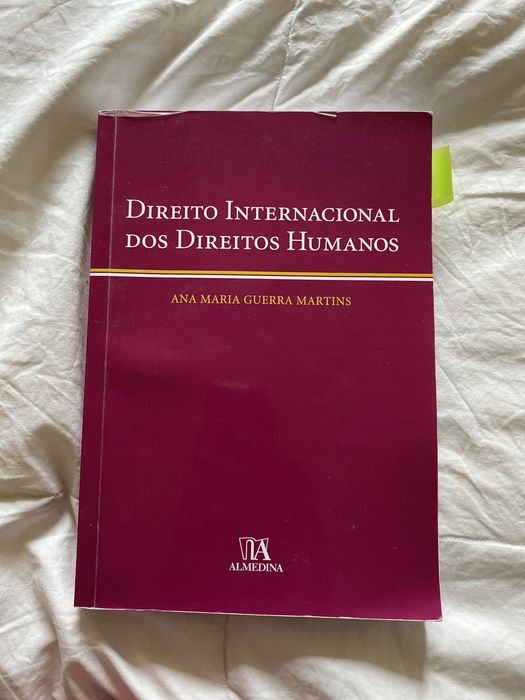 DIREITO INTERNACIONAL
DOS DIREITOS HUMANOS
ANA MARIA GUERRA MARTINS
ALMEDINA